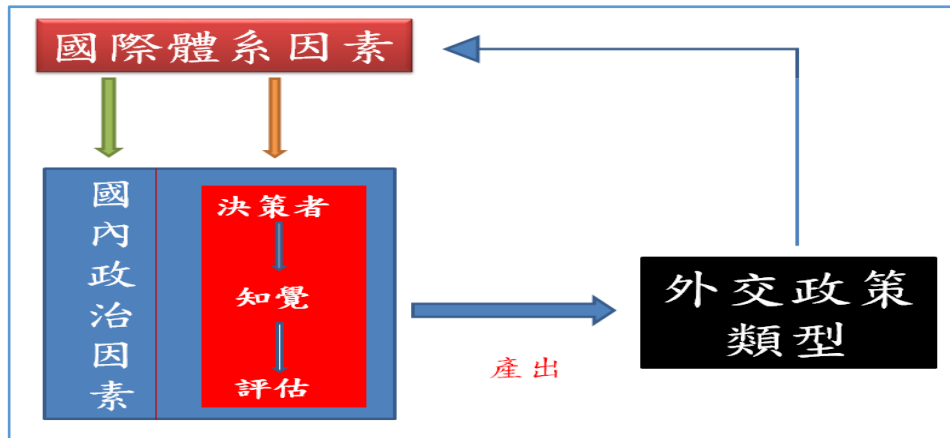 國際體系因素
國內政治因素
決策者
知覺
評估
產出
外交政策
類型